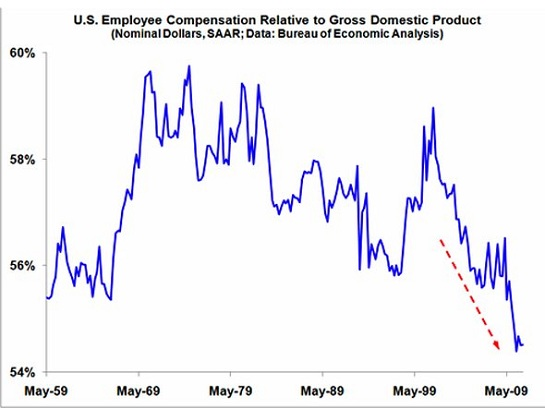 U.S. Employee Compensation Relative to Gross Domestic Product
(Nominal Dollars, SAAR; Data: Bureau of Economic Analysis)
60%
58%
56%
54%
May-59 May-69 May-79 May-89 May-99 May-09